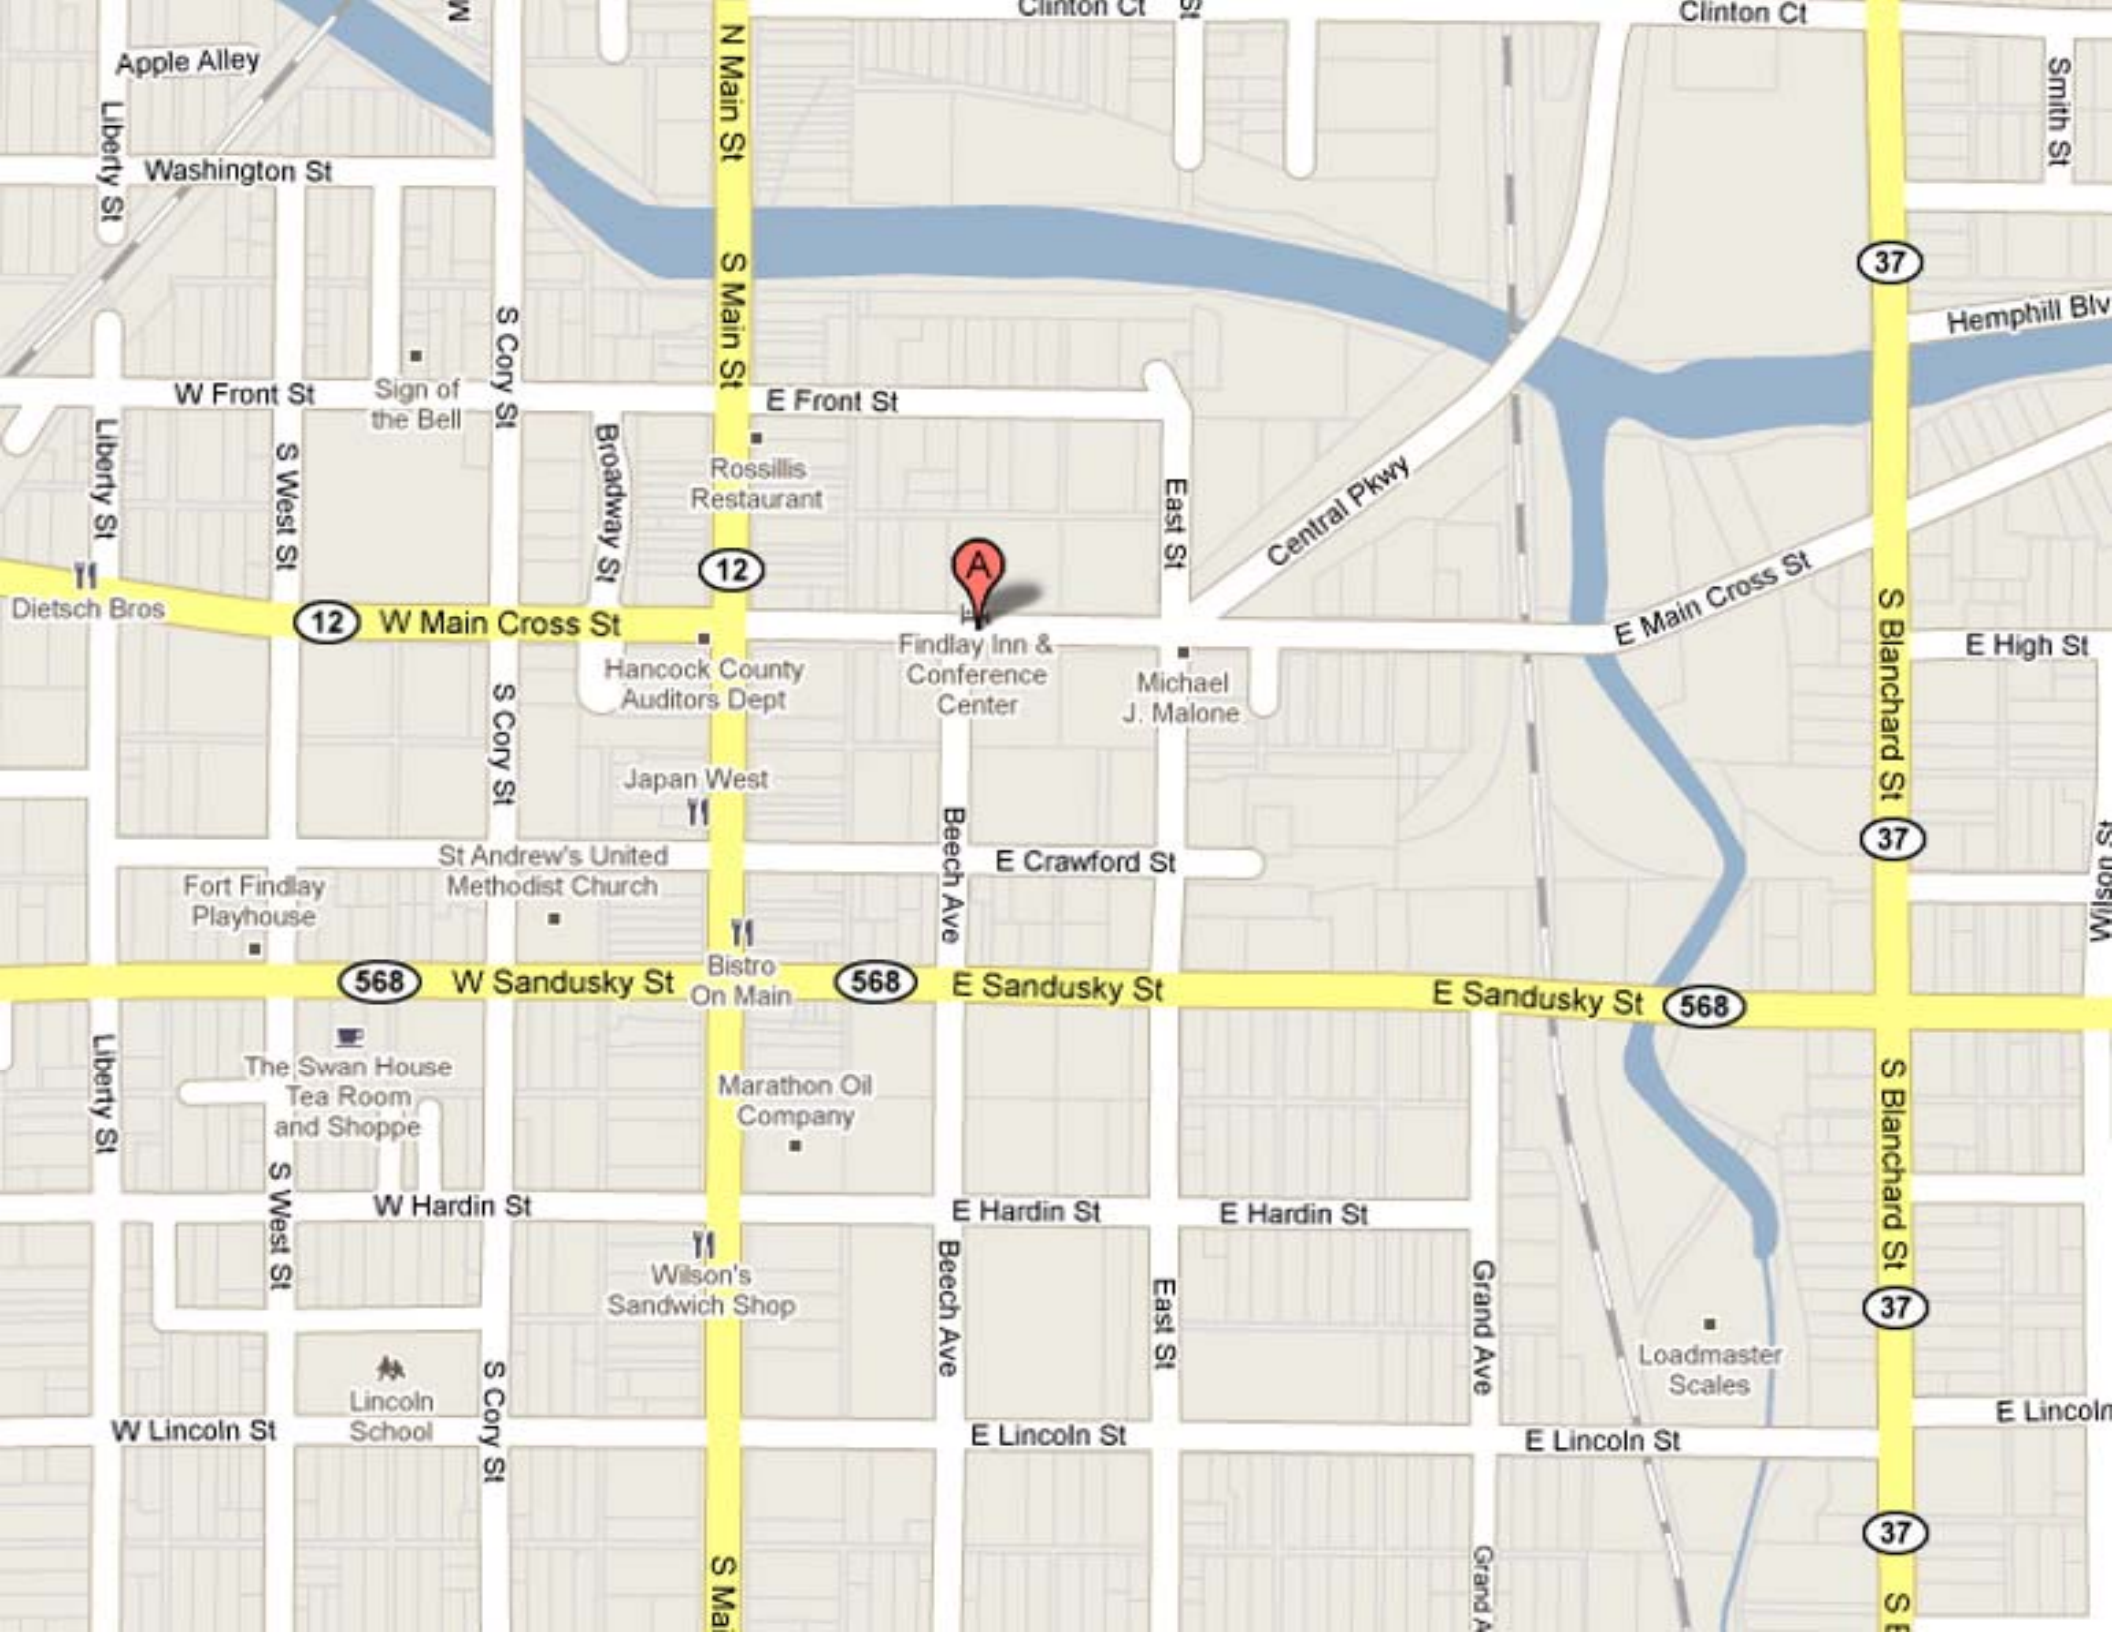 Clinton Ct
St
Clinton Ct
W
N Main St
Apple Alley
Smith St
Liberty St
Washington St
37
S Main St
Hemphill Blv
S Cory St
W Front St
Sign of
the Bell
E Front St
Liberty St
S West St
Broadway St
Rossillis
Restaurant
East St
Central Pkwy
A
12
Dietsch Bros
12
W Main Cross St
E Main Cross St
S Blanchard St
E High St
Hancock County
Auditors Dept
Findlay Inn &
Conference
Center
Michael
J. Malone
S Cory St
Japan West
37
Beech Ave
E Crawford St
Wilson St
St Andrew's United
Methodist Church
Fort Findlay
Playhouse
568
W Sandusky St
Bistro
On Main
568
E Sandusky St
E Sandusky St
568
Liberty St
The Swan House
Tea Room
and Shoppe
Marathon Oil
Company
S Blanchard St
S West St
W Hardin St
E Hardin St
E Hardin St
Wilson's
Sandwich Shop
Beech Ave
East St
Grand Ave
37
Loadmaster
Scales
Lincoln
School
S Cory St
W Lincoln St
E Lincoln St
E Lincoln St
E Lincoln
37
S Mai
Grand A
S B